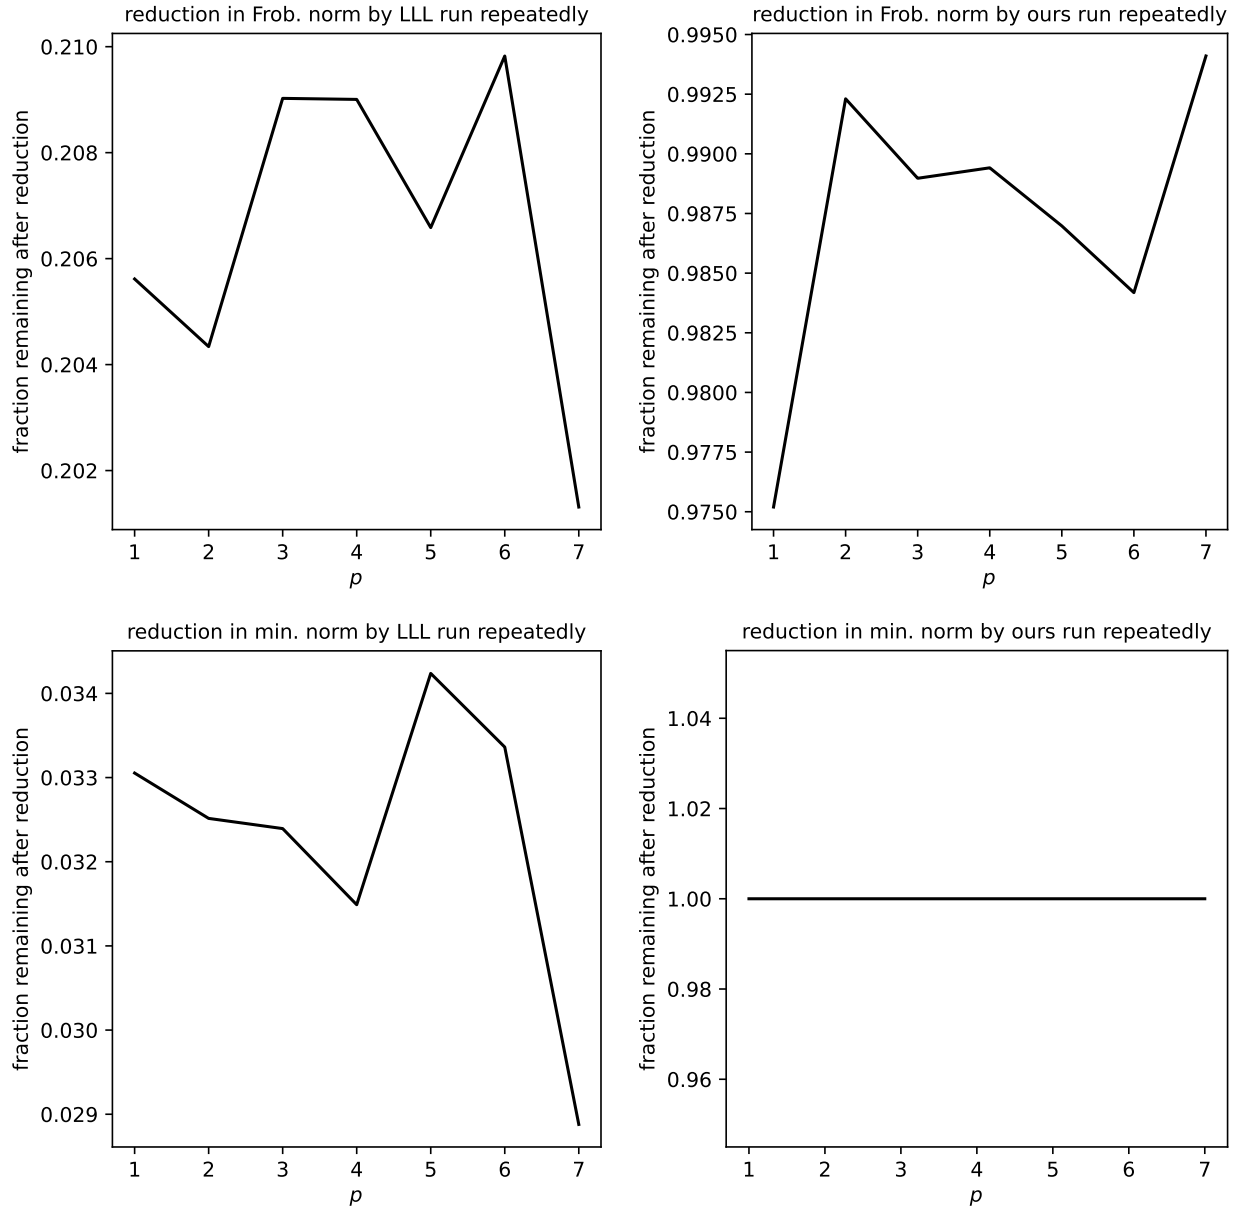 reduction in Frob. norm by LLL run repeatedly
fraction remaining after reduction
0.210
0.208
0.206
0.204
0.202
1 2 3 4 5 6 7
p
reduction in Frob. norm by ours run repeatedly
fraction remaining after reduction
0.9950
0.9925
0.9900
0.9875
0.9850
0.9825
0.9800
0.9775
0.9750
1 2 3 4 5 6 7
p
reduction in min. norm by LLL run repeatedly
fraction remaining after reduction
0.034
0.033
0.032
0.031
0.030
0.029
1 2 3 4 5 6 7
p
reduction in min. norm by ours run repeatedly
fraction remaining after reduction
1.04
1.02
1.00
0.98
0.96
1 2 3 4 5 6 7
p